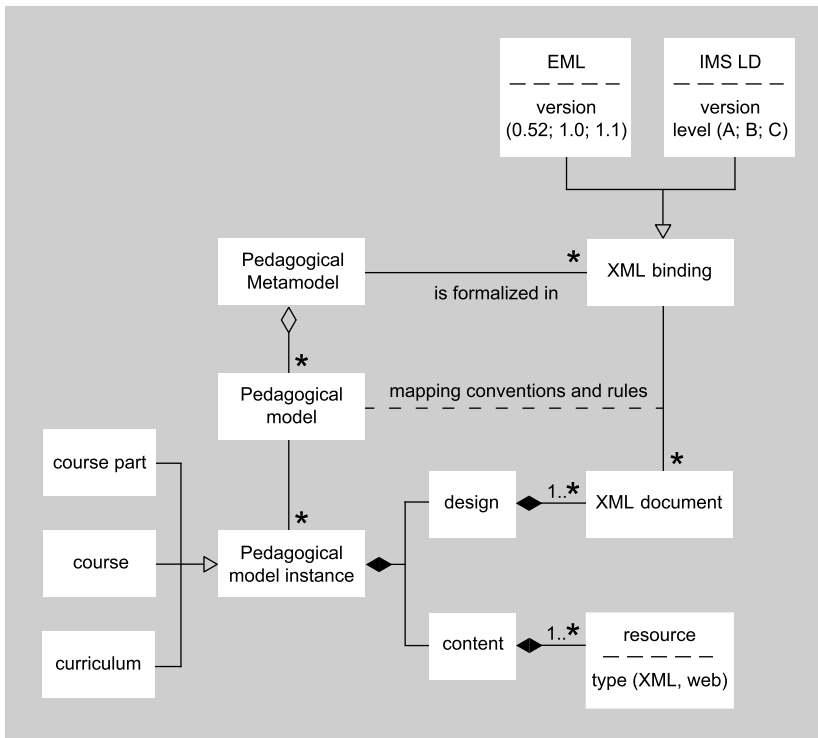 EML
version
(0.52; 1.0; 1.1)
IMS LD
version
level (A; B; C)
Pedagogical
Metamodel
*
is formalized in
XML binding
*
Pedagogical
model
mapping conventions and rules
*
course part
*
design
1..*
XML document
course
Pedagogical
model instance
curriculum
content
1..*
resource
type (XML, web)